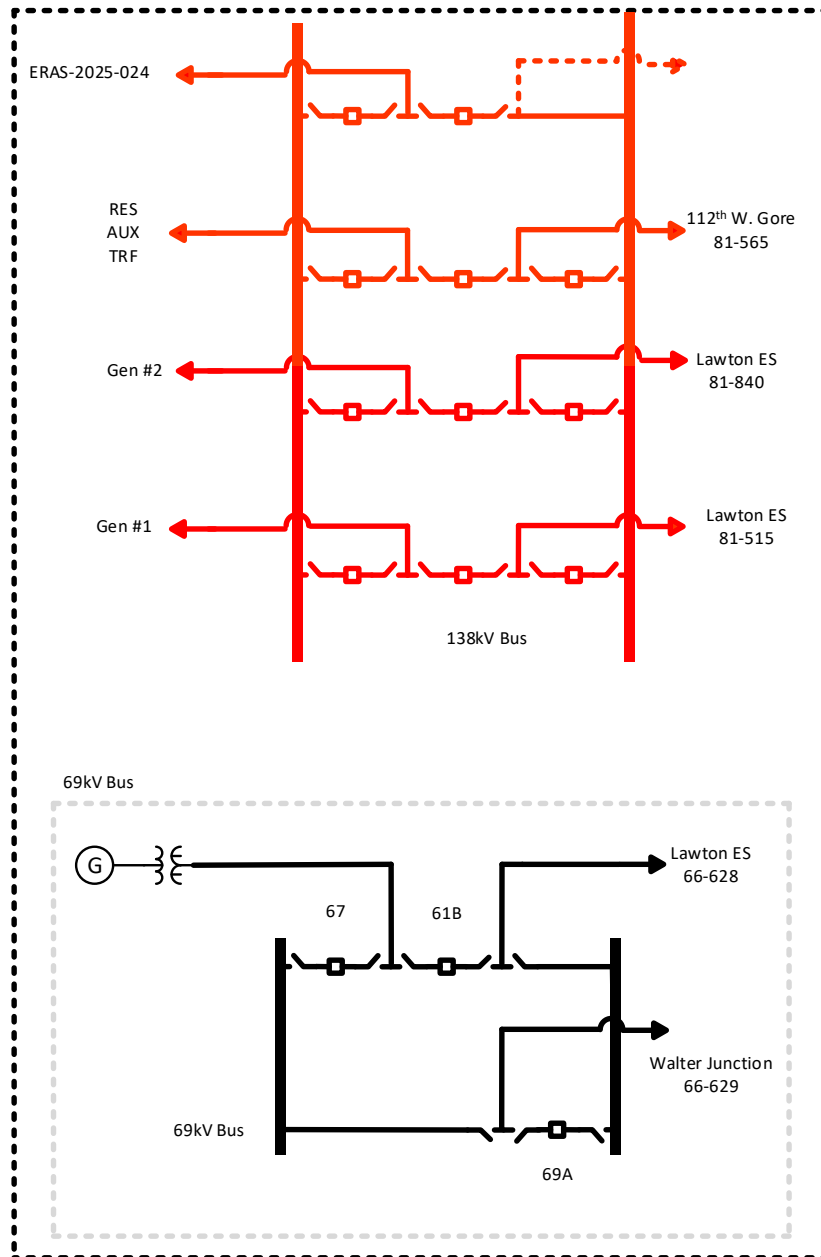 ERAS-2025-024
RES
AUX
TRF
112th W. Gore
81-565
Gen #2
Lawton ES
81-840
Gen #1
Lawton ES
81-515
138kV Bus
69kV Bus
G
Lawton ES
66-628
67
61B
Walter Junction
66-629
69kV Bus
69A